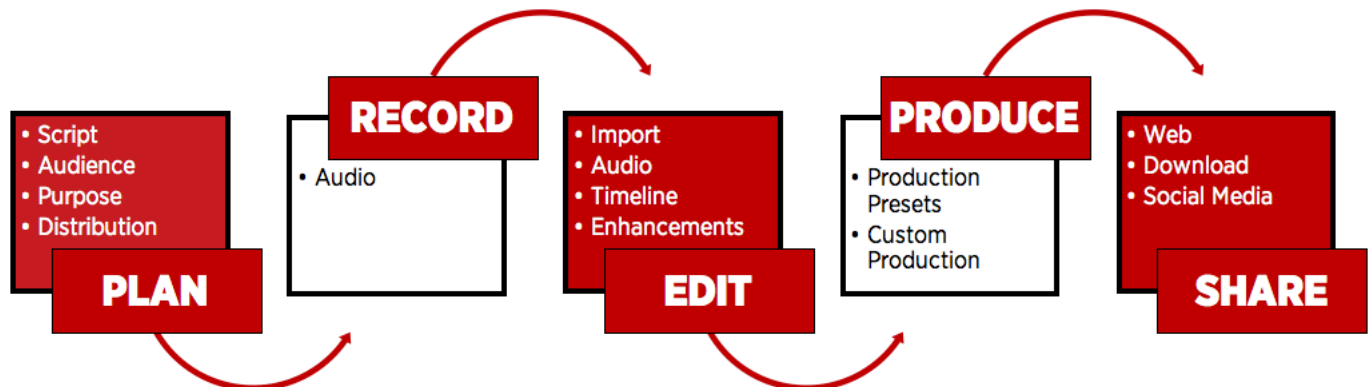 • Script
• Audience
• Purpose
• Distribution
PLAN
RECORD
• Audio
• Import
• Audio
• Timeline
• Enhancements
EDIT
PRODUCE
• Production
Presets
• Custom
Production
• Web
• Download
• Social Media
SHARE